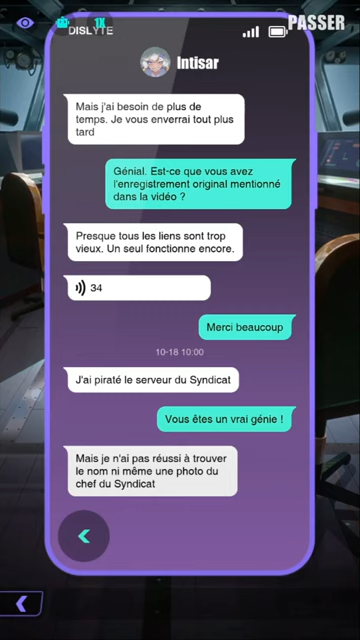 DISLYTE
1X
PASSER
Intisar
Mais j'ai besoin de plus de
temps. Je vous enverrai tout plus
tard
Génial. Est-ce que vous avez
l'enregistrement original mentionné
dans la vidéo ?
Presque tous les liens sont trop
vieux. Un seul fonctionne encore.
34
Merci beaucoup
10-18 10:00
J'ai piraté le serveur du Syndicat
Vous êtes un vrai génie !
Mais je n'ai pas réussi à trouver
le nom ni même une photo du
chef du Syndicat